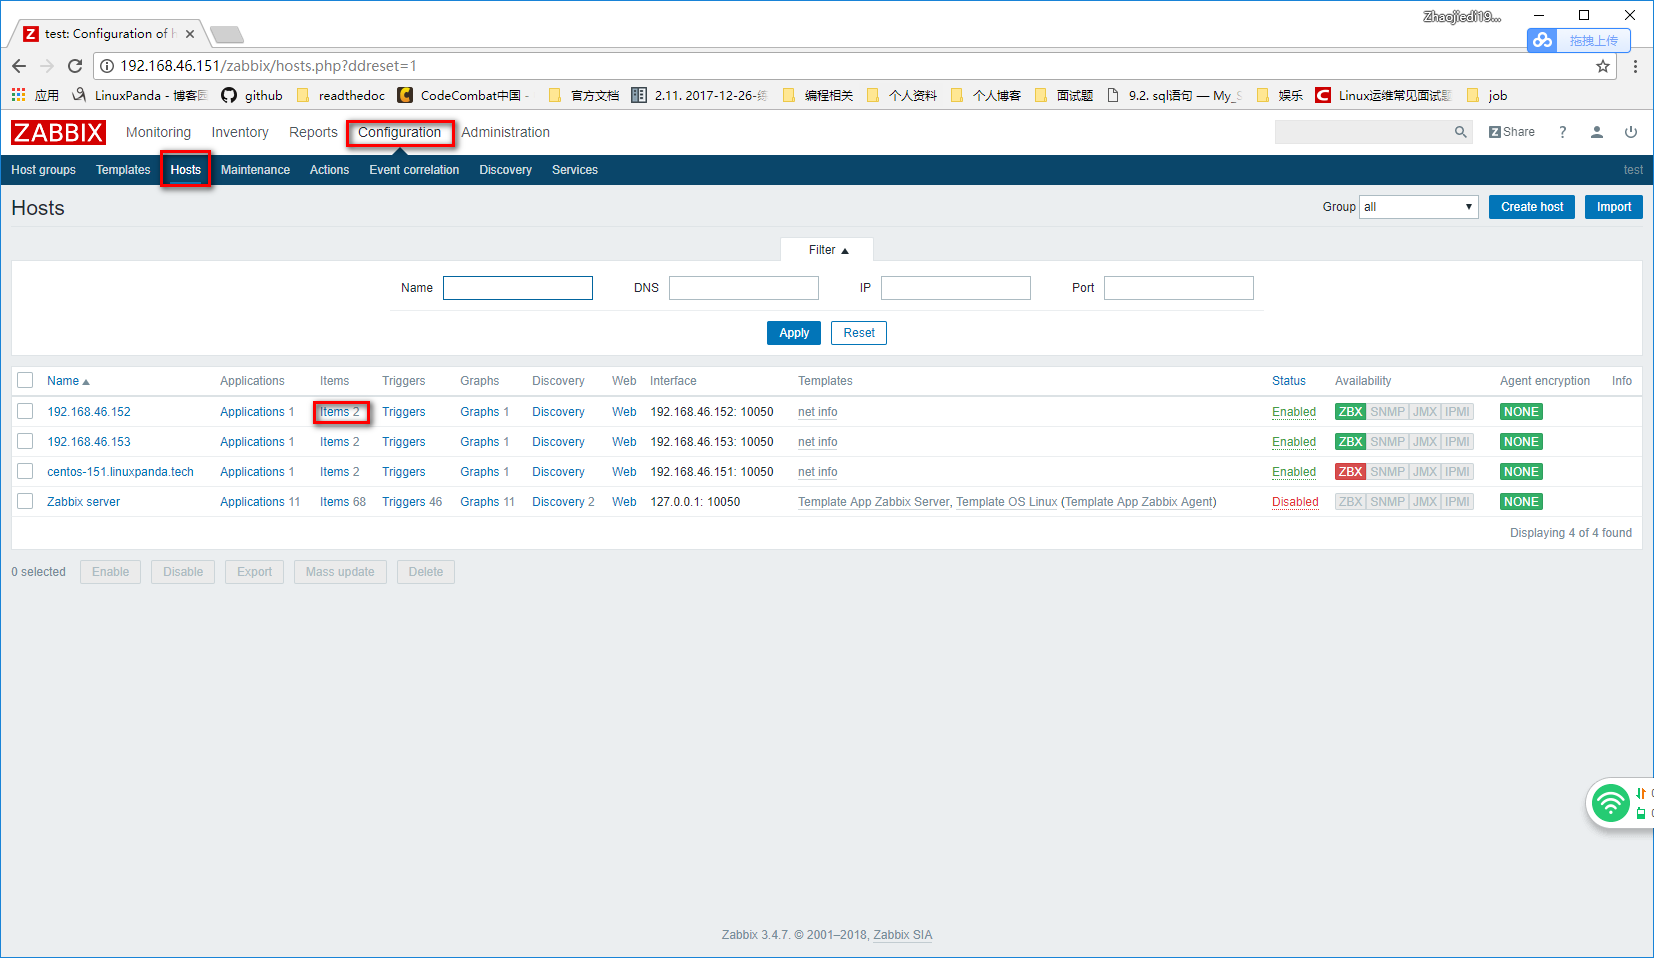 Zhaojiedi19...
test: Configuration of h
拖拽上传
192.168.46.151/zabbix/hosts.php?ddreset=1
应用 LinuxPanda - 博客园 github readthedoc CodeCombat中国 - 官方文档 2.11. 2017-12-26- 编程相关 个人资料 个人博客 面试题 9.2. sql语句 — My_S 娱乐 Linux运维常见面试题 job
ZABBIX Monitoring Inventory Reports Configuration Administration Share ?
Host groups Templates Hosts Maintenance Actions Event correlation Discovery Services test
Hosts Group all Create host Import
Filter
Name DNS IP Port
Apply Reset
Name Applications Items Triggers Graphs Discovery Web Interface Templates Status Availability Agent encryption Info
192.168.46.152 Applications 1 Items 2 Triggers Graphs 1 Discovery Web 192.168.46.152: 10050 net info Enabled ZBX SNMP JMX IPMI NONE
192.168.46.153 Applications 1 Items 2 Triggers Graphs 1 Discovery Web 192.168.46.153: 10050 net info Enabled ZBX SNMP JMX IPMI NONE
centos-151.linuxpanda.tech Applications 1 Items 2 Triggers Graphs 1 Discovery Web 192.168.46.151: 10050 net info Enabled ZBX SNMP JMX IPMI NONE
Zabbix server Applications 11 Items 68 Triggers 46 Graphs 11 Discovery 2 Web 127.0.0.1: 10050 Template App Zabbix Server, Template OS Linux (Template App Zabbix Agent) Disabled ZBX SNMP JMX IPMI NONE
Displaying 4 of 4 found
0 selected Enable Disable Export Mass update Delete
Zabbix 3.4.7. © 2001–2018, Zabbix SIA